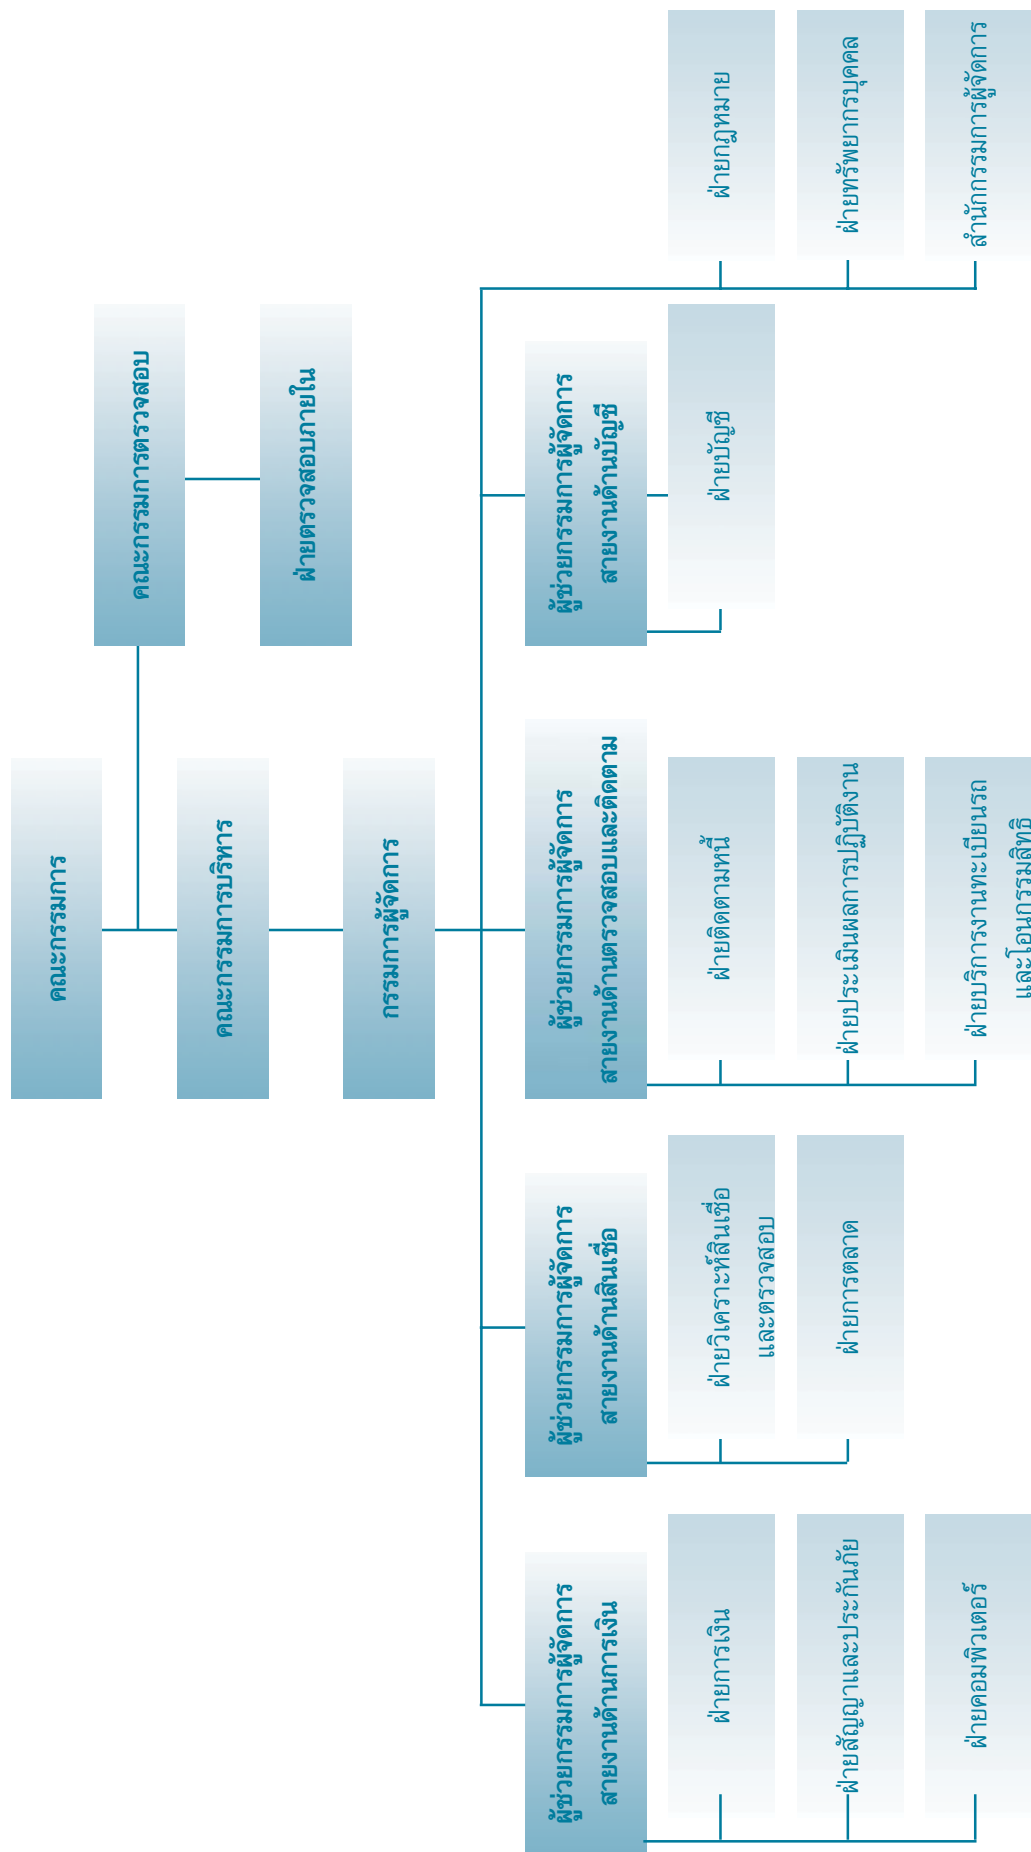 คณะกรรมการ
คณะกรรมการตรวจสอบ
คณะกรรมการบริหาร
ฝ่ายตรวจสอบภายใน
กรรมการผู้จัดการ
ผู้ช่วยกรรมการผู้จัดการ
สายงานด้านการเงิน
ผู้ช่วยกรรมการผู้จัดการ
สายงานด้านสินเชื่อ
ผู้ช่วยกรรมการผู้จัดการ
สายงานด้านตรวจสอบและติดตาม
ผู้ช่วยกรรมการผู้จัดการ
สายงานด้านบัญชี
ฝ่ายการเงิน
ฝ่ายวิเคราะห์สินเชื่อ
และตรวจสอบ
ฝ่ายติดตามหนี้
ฝ่ายบัญชี
ฝ่ายกฎหมาย
ฝ่ายสัญญาและประกันภัย
ฝ่ายการตลาด
ฝ่ายประเมินผลการปฏิบัติงาน
ฝ่ายทรัพยากรบุคคล
ฝ่ายคอมพิวเตอร์
ฝ่ายบริการงานทะเบียนรถ
และโอนกรรมสิทธิ
สำนักกรรมการผู้จัดการ